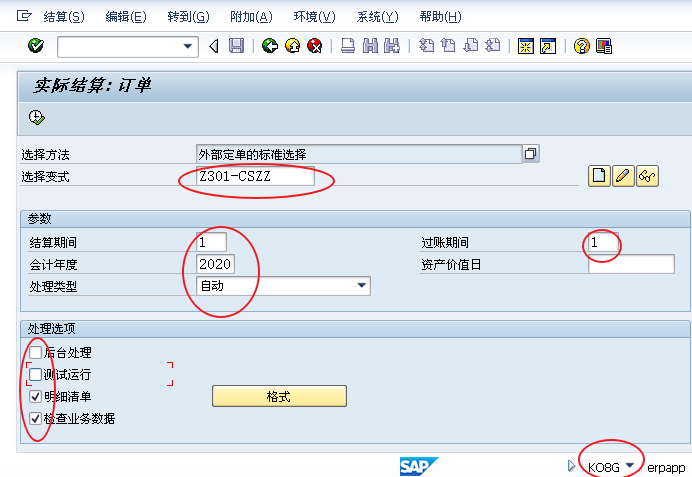 结算(S) 编辑(E) 转到(G) 附加(A) 环境(V) 系统(Y) 帮助(H)
实际结算: 订单
选择方法 外部定单的标准选择
选择变式 Z301-CSZZ
参数
结算期间 1 过账期间 1
会计年度 2020 资产价值日
处理类型 自动
处理选项
后台处理
测试运行
明细清单 格式
检查业务数据
SAP KO8G erpapp